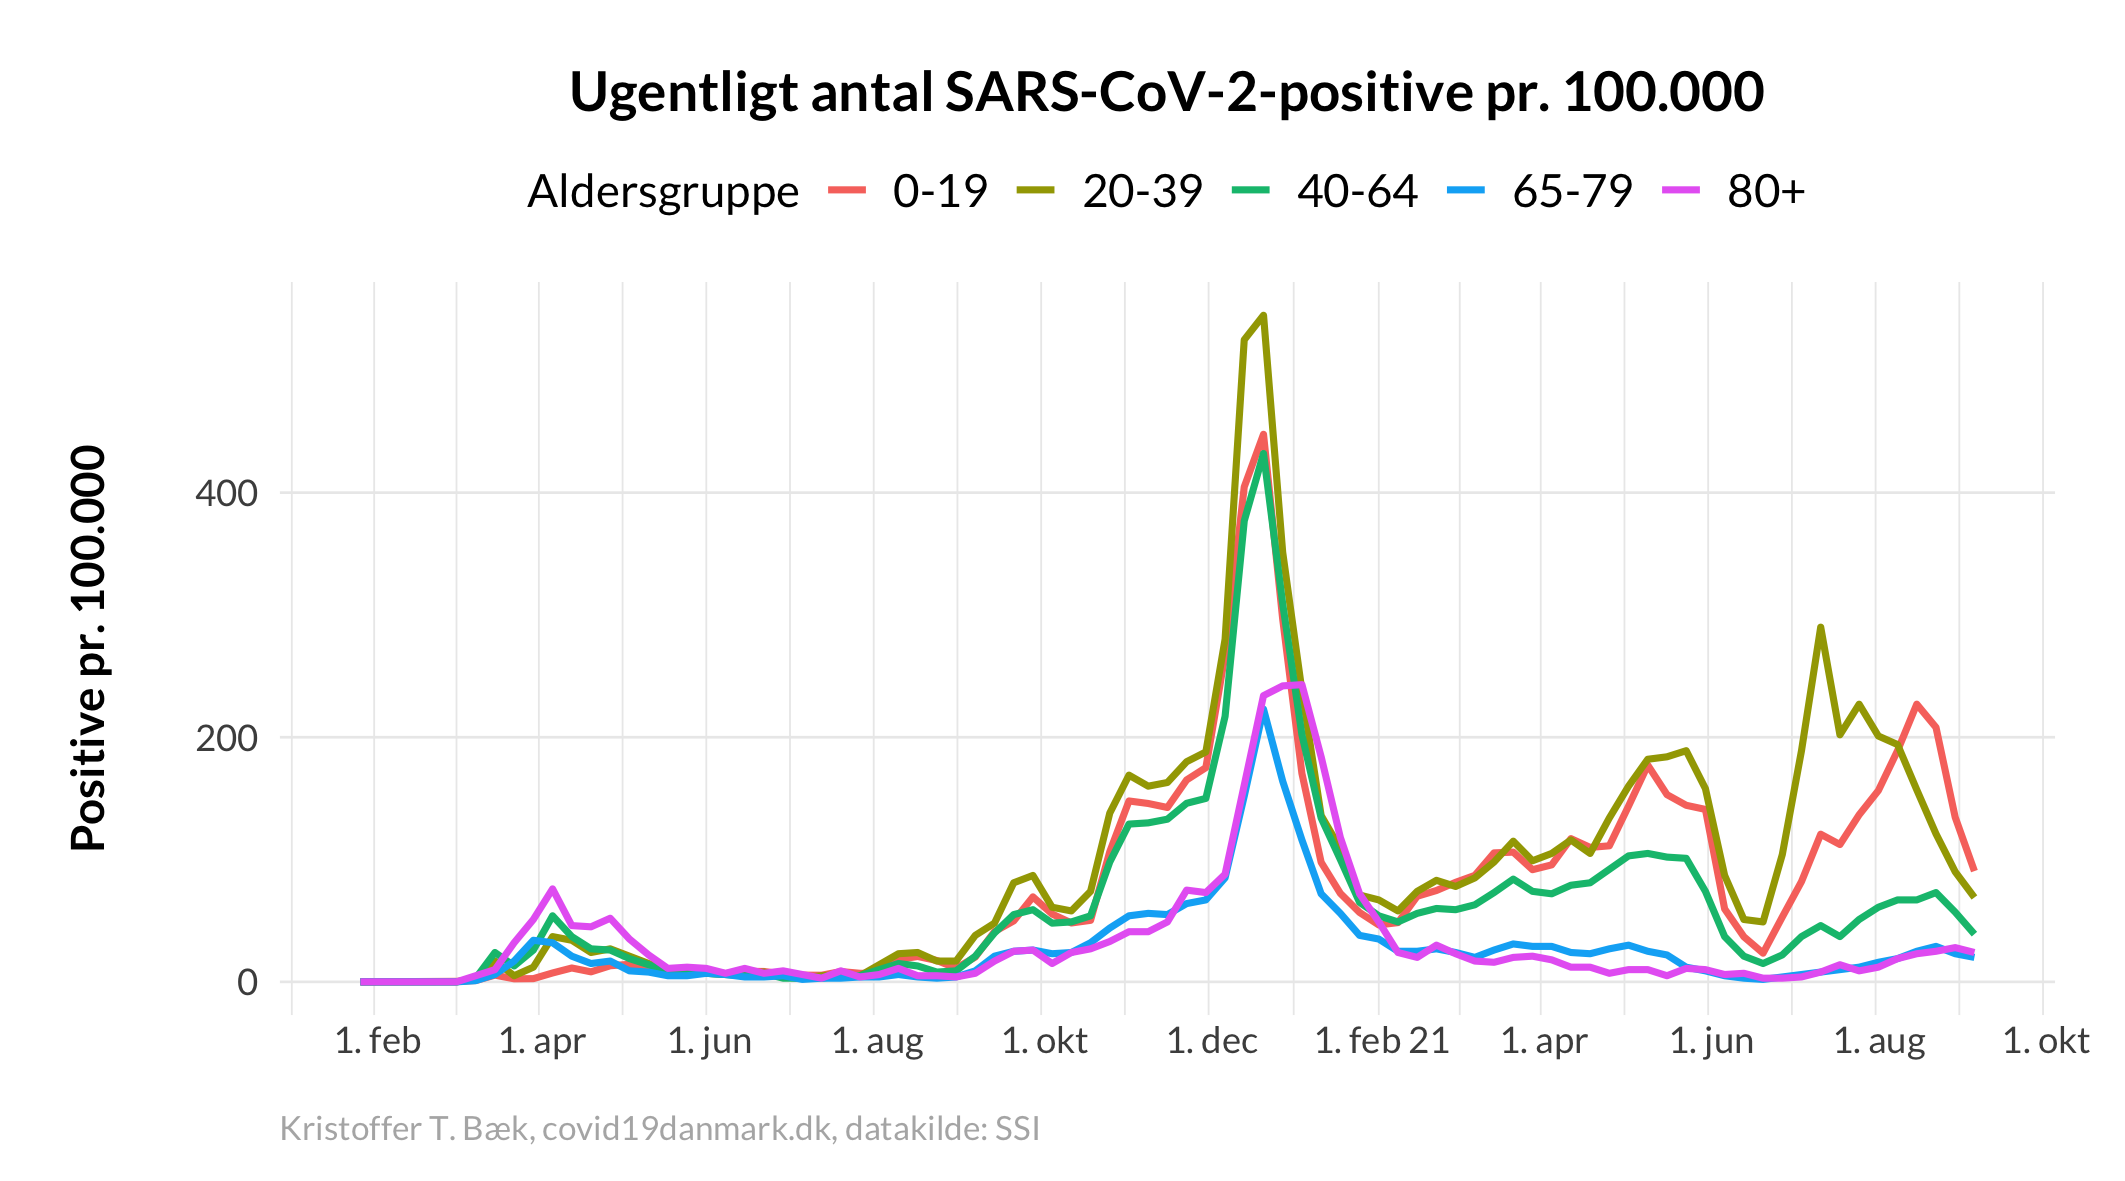 Ugentligt antal SARS-CoV-2-positive pr. 100.000
Aldersgruppe 0-19 20-39 40-64 65-79 80+
Positive pr. 100.000
400
200
0
1. feb 1. apr 1. jun 1. aug 1. okt 1. dec 1. feb 21 1. apr 1. jun 1. aug 1. okt
Kristoffer T. Bæk, covid19danmark.dk, datakilde: SSI